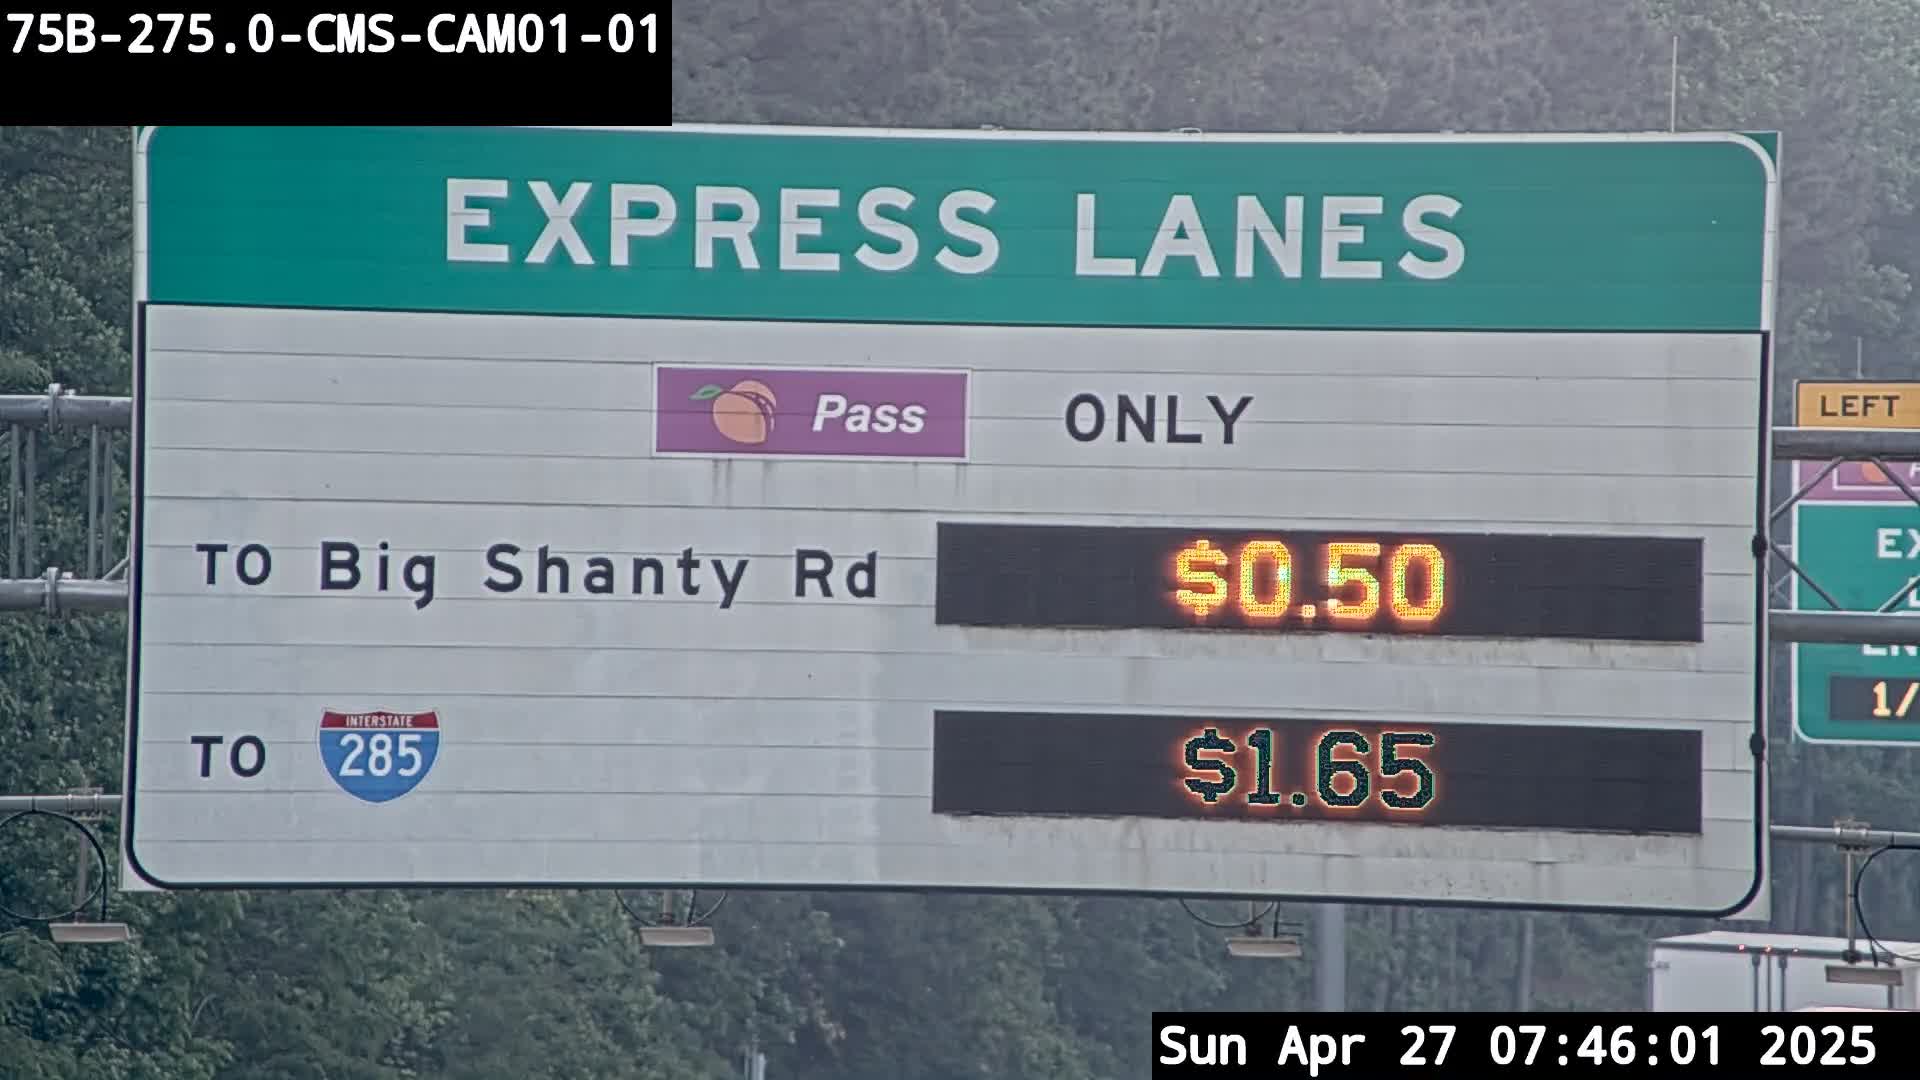 75B-275.0-CMS-CAM01-01
EXPRESS LANES
Pass ONLY
LEFT
TO Big Shanty Rd $0.50
TO INTERSTATE 285 $1.65
Sun Apr 27 07:46:01 2025